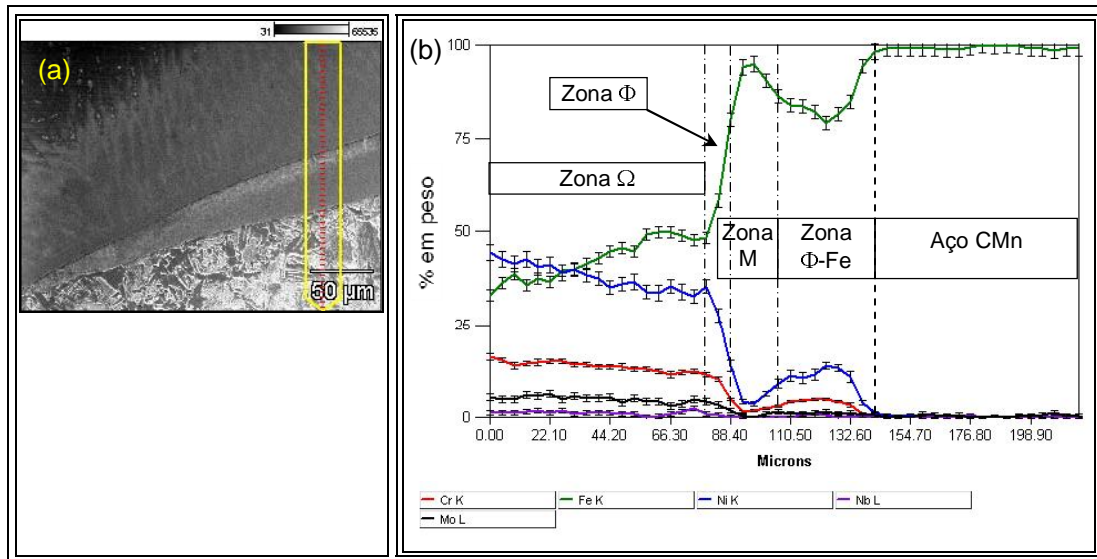 31 65535
(a)
50 µm
(b)
% em peso
100
75
50
25
0
Zona Φ
Zona Ω
Zona M
Zona Φ-Fe
Aço CMn
0.00 22.10 44.20 66.30 88.40 110.50 132.60 154.70 176.80 198.90
Microns
Cr K Fe K Ni K Nb L
Mo L